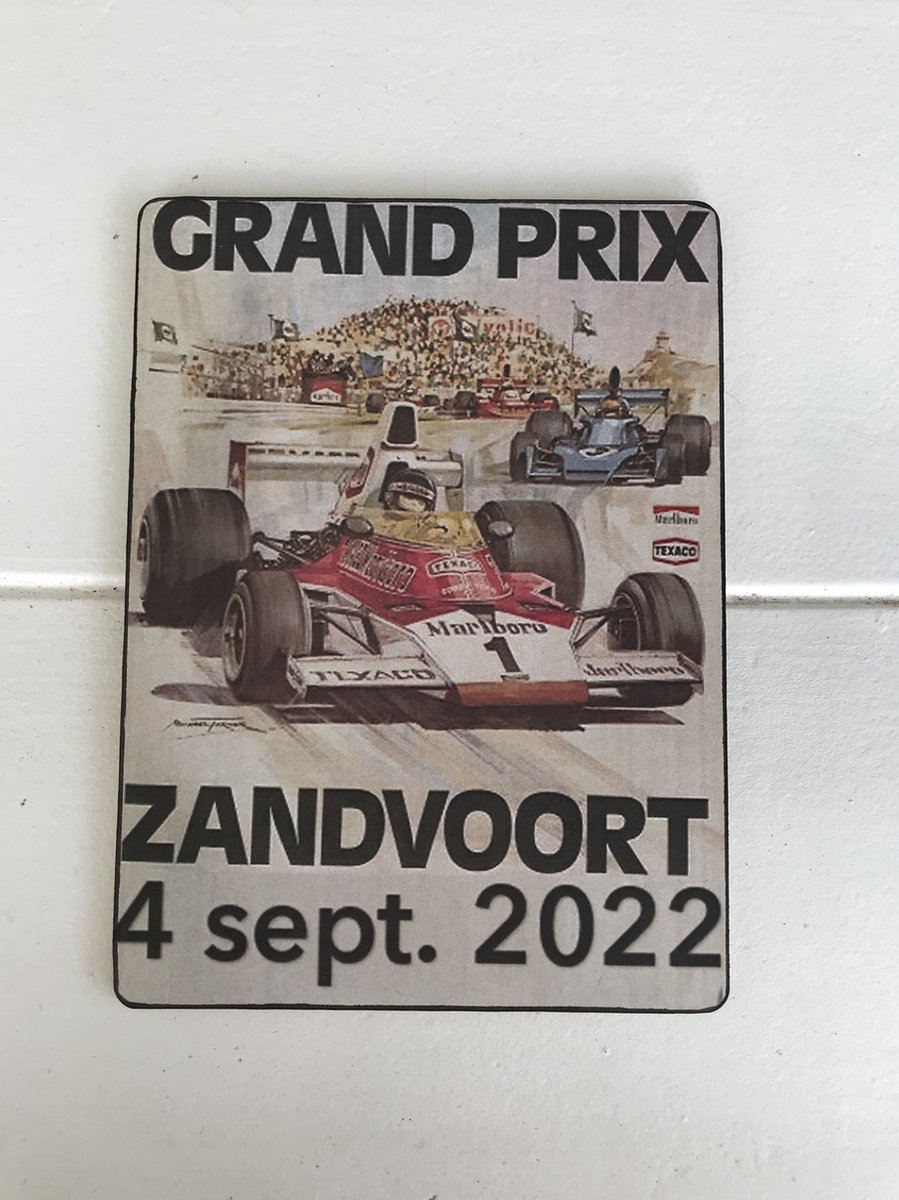 GRAND PRIX
Marlboro
TEXACO
TEXACO
Marlboro
1
TEXACO
Marlboro
ZANDVOORT
4 sept. 2022